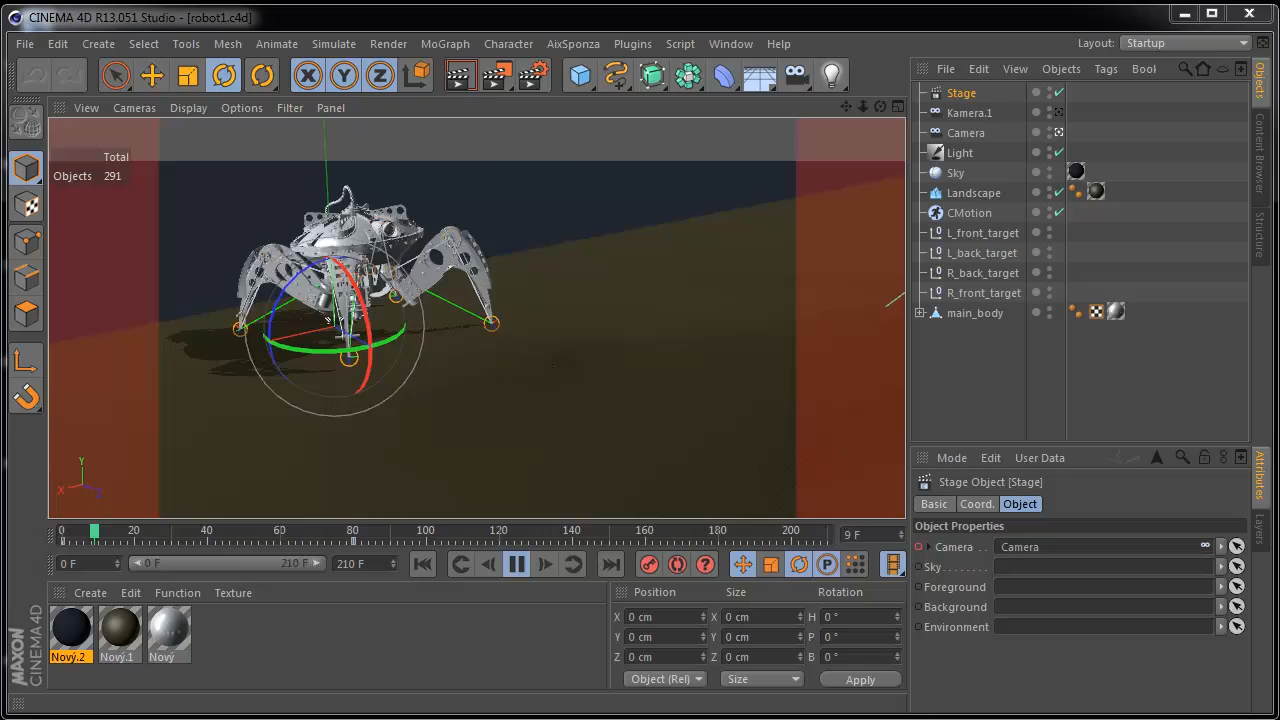 CINEMA 4D R13.051 Studio - [robot1.c4d]
File Edit Create Select Tools Mesh Animate Simulate Render MoGraph Character AixSponza Plugins Script Window Help
Layout: Startup
File Edit View Objects Tags Bool
View Cameras Display Options Filter Panel
Total
Objects 291
Stage
Kamera.1
Camera
Light
Sky
Landscape
CMotion
L_front_target
L_back_target
R_back_target
R_front_target
main_body
Objects
Content Browser
Structure
Y
X
Z
Mode Edit User Data
Stage Object [Stage]
Basic Coord. Object
Object Properties
Camera . . Camera
Sky. . . . . . . .
Foreground
Background
Environment
Attributes
Layers
0 20 40 60 80 100 120 140 160 180 200
9 F
0 F 0 F 210 F 210 F
Create Edit Function Texture
Nový.2 Nový.1 Nový
Position Size Rotation
X 0 cm X 0 cm H 0 °
Y 0 cm Y 0 cm P 0 °
Z 0 cm Z 0 cm B 0 °
Object (Rel) Size Apply
MAXON
CINEMA 4D